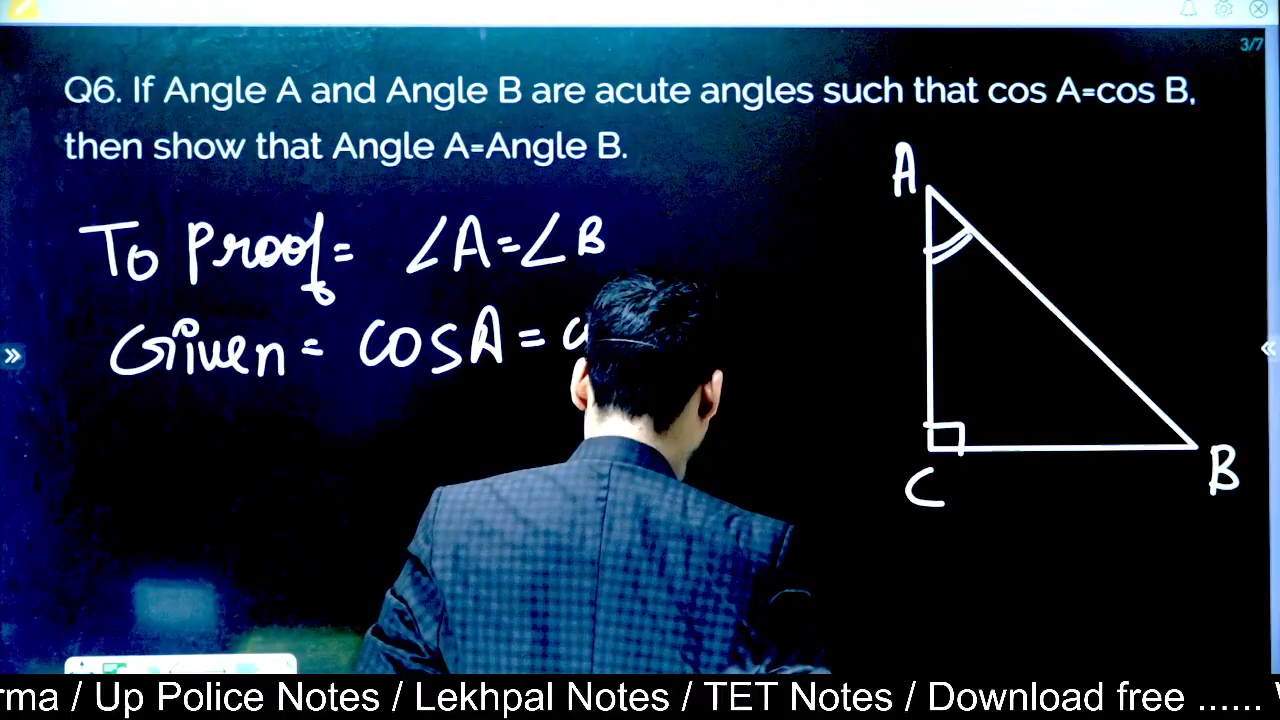 3/7
Q6. If Angle A and Angle B are acute angles such that cos A=cos B,
then show that Angle A=Angle B.
To Proof = ∠A=∠B
Given = cosA =
A
C
B
Up Police Notes / Lekhpal Notes / TET Notes / Download free ......